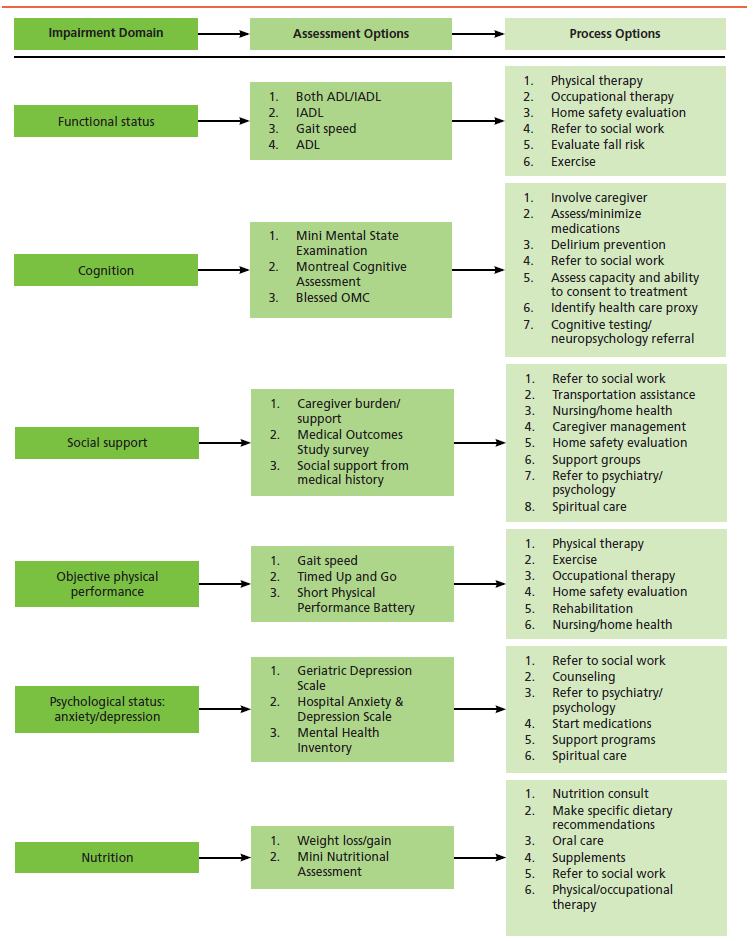 Impairment Domain
Assessment Options
Process Options
Functional status
1. Both ADL/IADL
2. IADL
3. Gait speed
4. ADL
1. Physical therapy
2. Occupational therapy
3. Home safety evaluation
4. Refer to social work
5. Evaluate fall risk
6. Exercise
Cognition
1. Mini Mental State
Examination
2. Montreal Cognitive
Assessment
3. Blessed OMC
1. Involve caregiver
2. Assess/minimize
medications
3. Delirium prevention
4. Refer to social work
5. Assess capacity and ability
to consent to treatment
6. Identify health care proxy
7. Cognitive testing/
neuropsychology referral
Social support
1. Caregiver burden/
support
2. Medical Outcomes
Study survey
3. Social support from
medical history
1. Refer to social work
2. Transportation assistance
3. Nursing/home health
4. Caregiver management
5. Home safety evaluation
6. Support groups
7. Refer to psychiatry/
psychology
8. Spiritual care
Objective physical
performance
1. Gait speed
2. Timed Up and Go
3. Short Physical
Performance Battery
1. Physical therapy
2. Exercise
3. Occupational therapy
4. Home safety evaluation
5. Rehabilitation
6. Nursing/home health
Psychological status:
anxiety/depression
1. Geriatric Depression
Scale
2. Hospital Anxiety &
Depression Scale
3. Mental Health
Inventory
1. Refer to social work
2. Counseling
3. Refer to psychiatry/
psychology
4. Start medications
5. Support programs
6. Spiritual care
Nutrition
1. Weight loss/gain
2. Mini Nutritional
Assessment
1. Nutrition consult
2. Make specific dietary
recommendations
3. Oral care
4. Supplements
5. Refer to social work
6. Physical/occupational
therapy